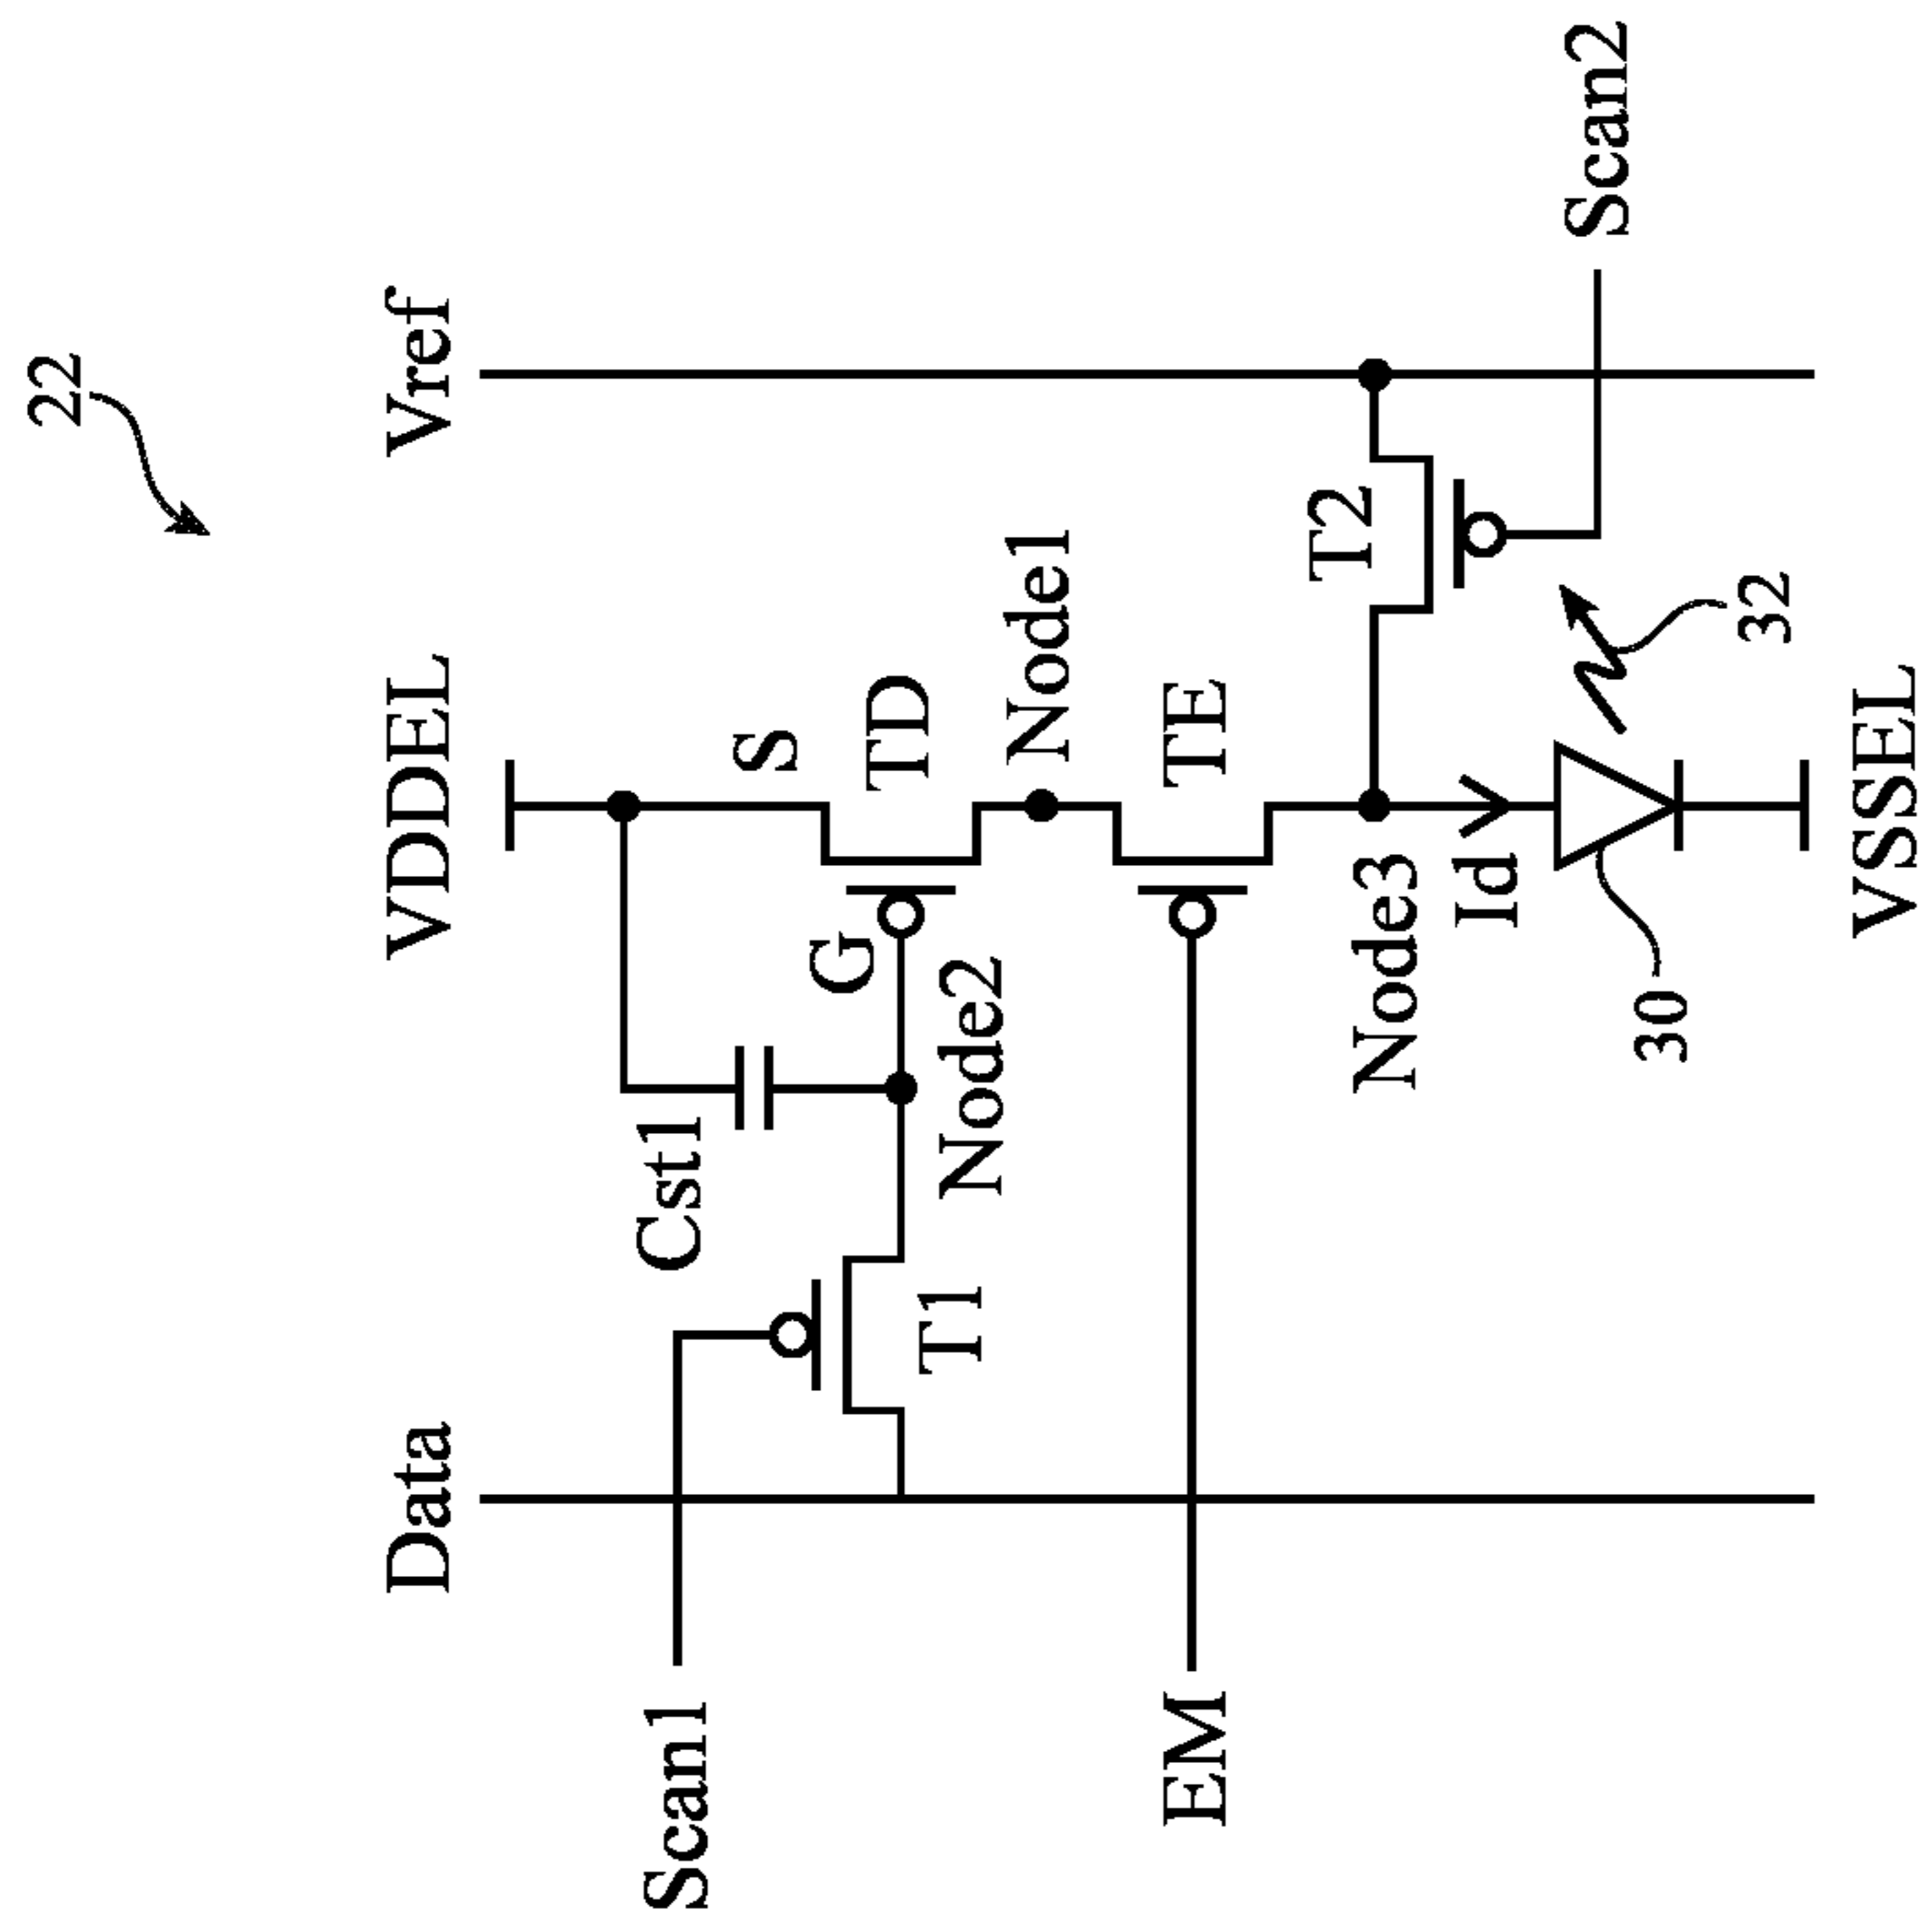 22
Data
VDDEL
Vref
Scan1
Cst1
S
G
TD
T1
Node2
Node1
EM
TE
T2
Node3
Id
Scan2
30
32
VSSEL